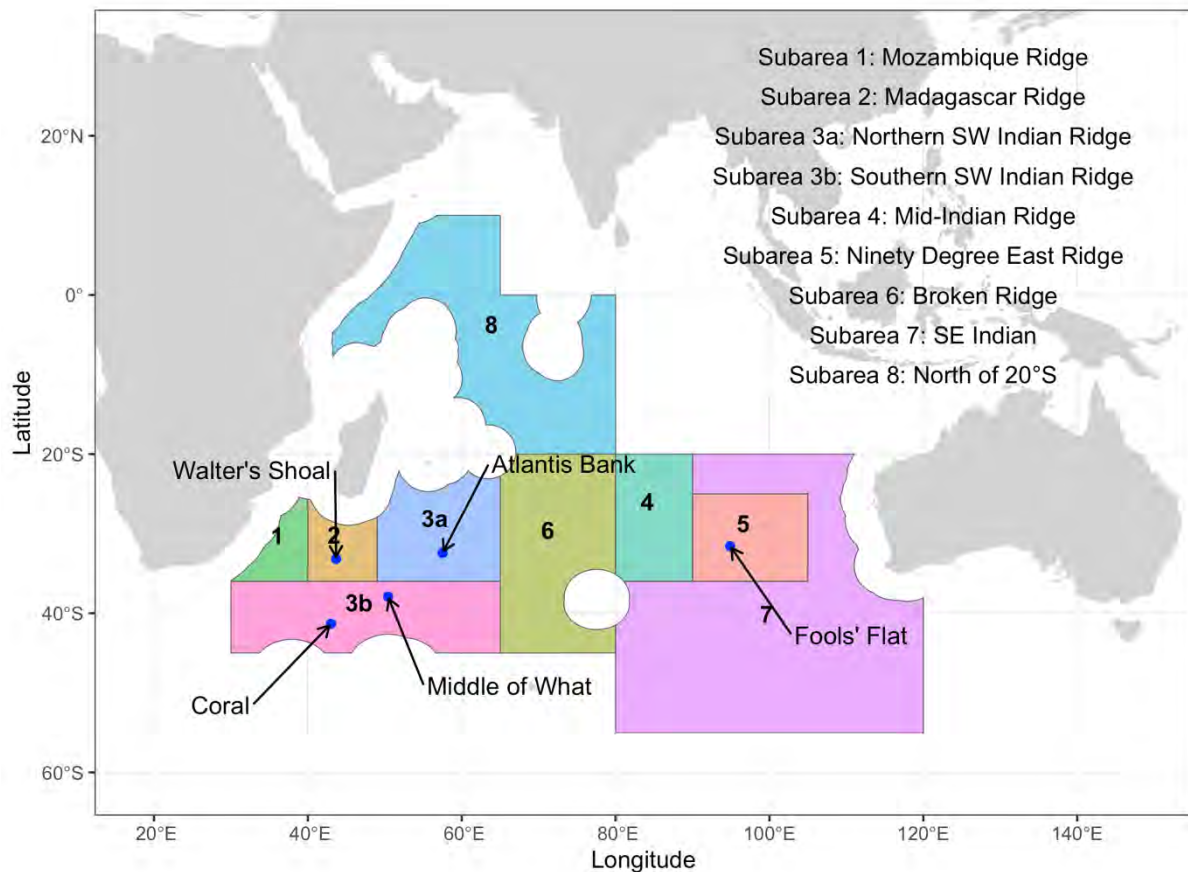 Subarea 1: Mozambique Ridge
Subarea 2: Madagascar Ridge
Subarea 3a: Northern SW Indian Ridge
Subarea 3b: Southern SW Indian Ridge
Subarea 4: Mid-Indian Ridge
Subarea 5: Ninety Degree East Ridge
Subarea 6: Broken Ridge
Subarea 7: SE Indian
Subarea 8: North of 20°S
20°N
0°
20°S
40°S
60°S
Latitude
8
Walter's Shoal
Atlantis Bank
1
2
3a
6
4
5
3b
7
Fools' Flat
Middle of What
Coral
20°E
40°E
60°E
80°E
100°E
120°E
140°E
Longitude